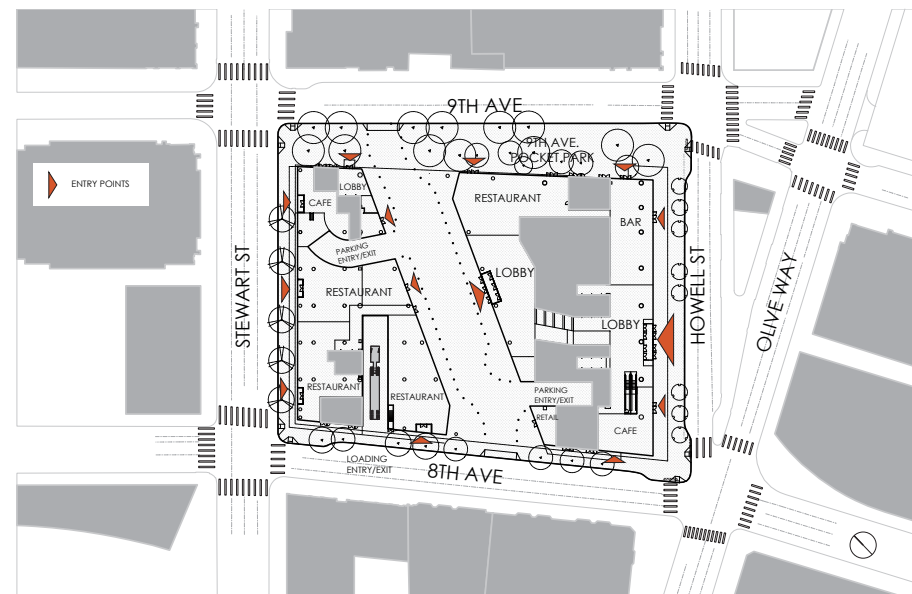 9TH AVE
9TH AVE.
POCKET PARK
ENTRY POINTS
LOBBY
CAFE
RESTAURANT
BAR
PARKING
ENTRY/EXIT
STEWART ST
HOWELL ST
OLIVE WAY
LOBBY
RESTAURANT
LOBBY
RESTAURANT
RESTAURANT
PARKING
ENTRY/EXIT
RETAIL
CAFE
LOADING
ENTRY/EXIT
8TH AVE